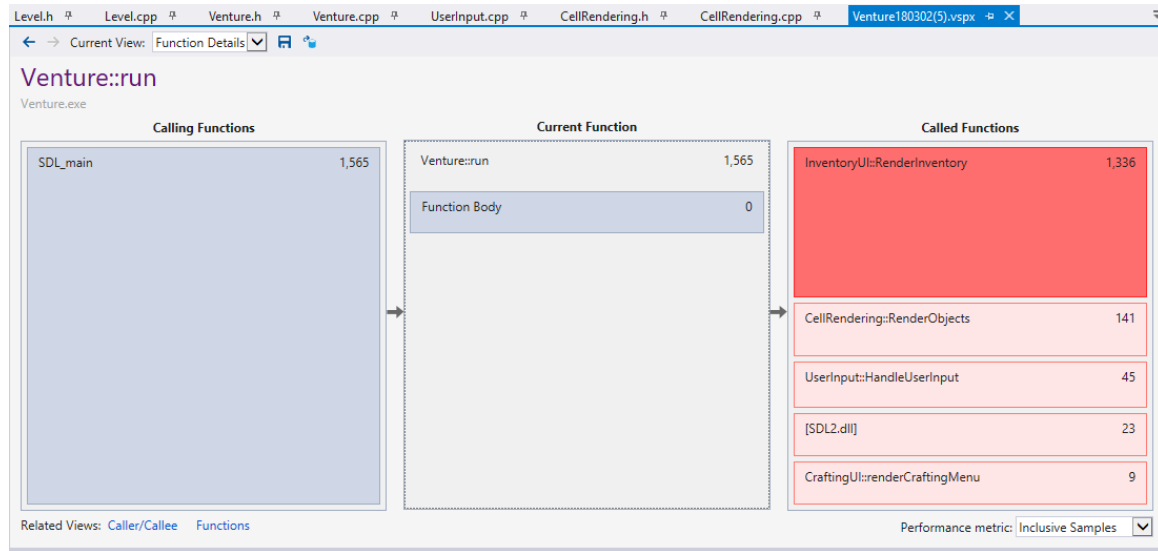 Level.h Level.cpp Venture.h Venture.cpp UserInput.cpp CellRendering.h CellRendering.cpp Venture180302(5).vspx
Current View: Function Details
Venture::run
Venture.exe
Calling Functions Current Function Called Functions
SDL_main 1,565 Venture::run 1,565 InventoryUI::RenderInventory 1,336
Function Body 0
CellRendering::RenderObjects 141
UserInput::HandleUserInput 45
[SDL2.dll] 23
CraftingUI::renderCraftingMenu 9
Related Views: Caller/Callee Functions Performance metric: Inclusive Samples